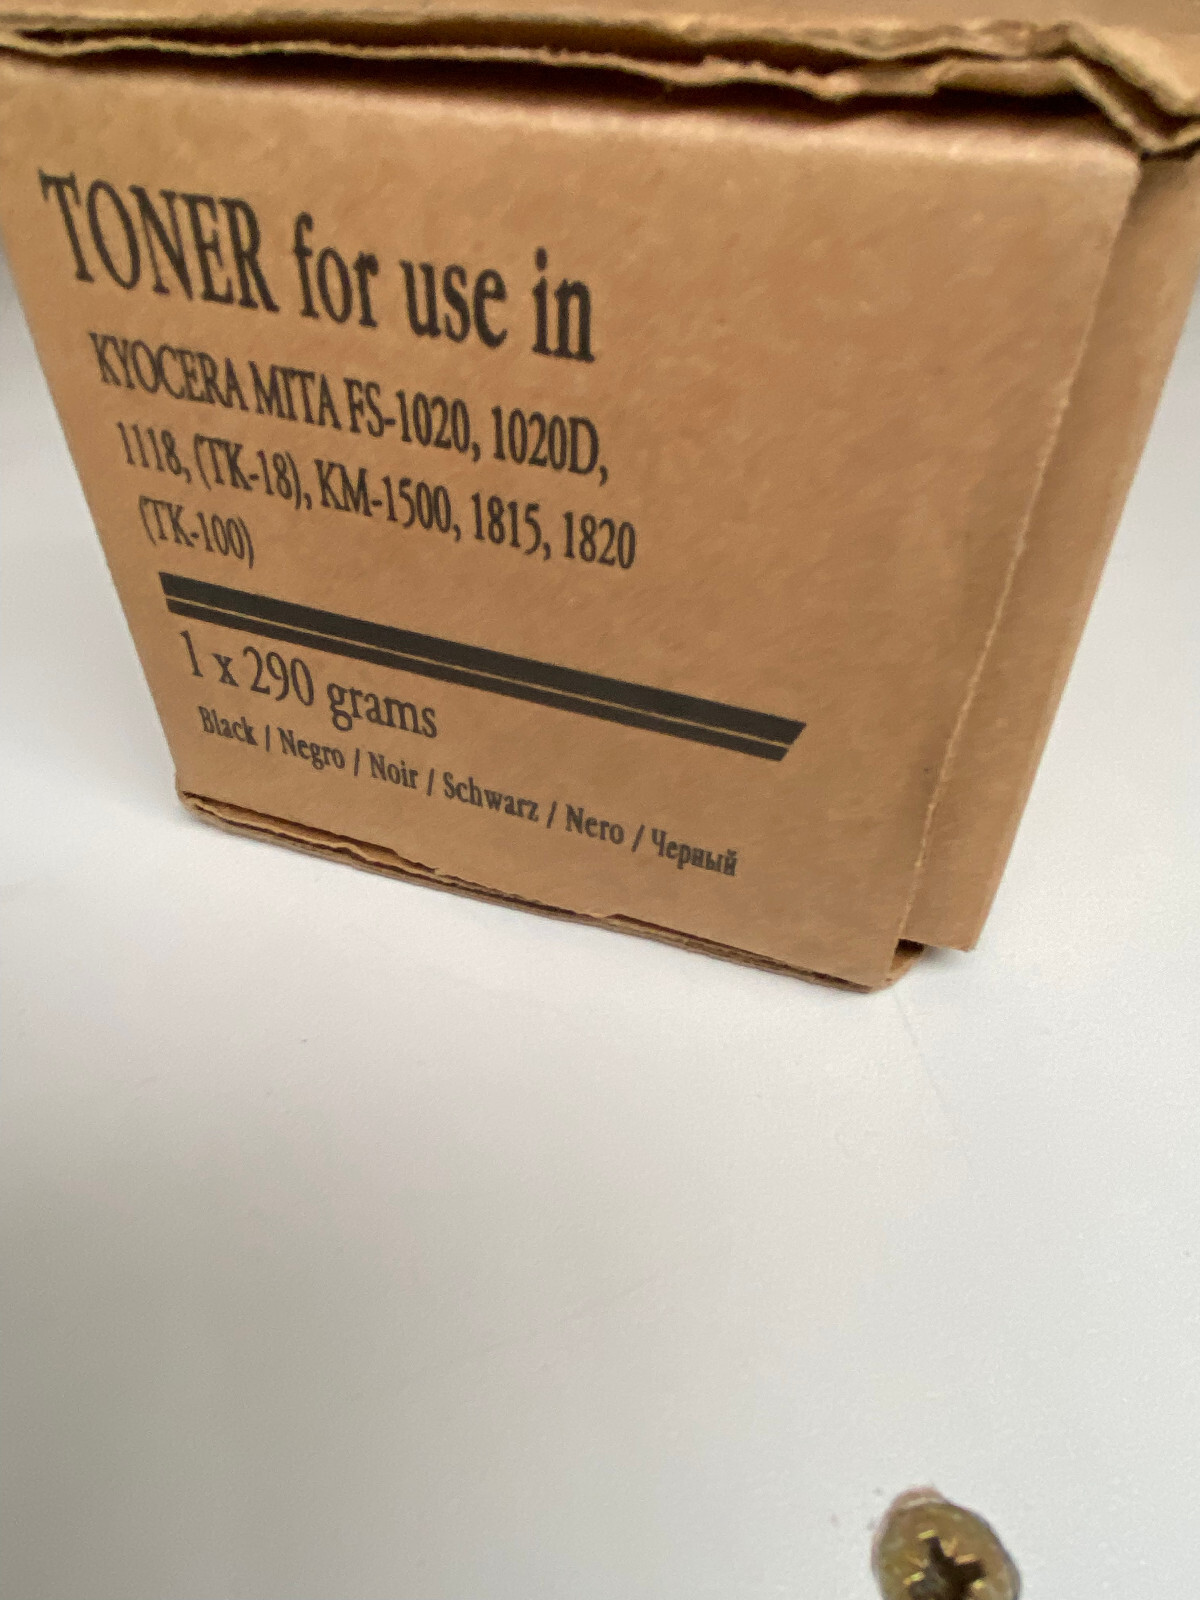 TONER for use in
KYOCERA MITA FS-1020, 1020D,
1118, (TK-18), KM-1500, 1815, 1820
(TK-100)
1 x 290 grams
Black / Negro / Noir / Schwarz / Nero / Черный